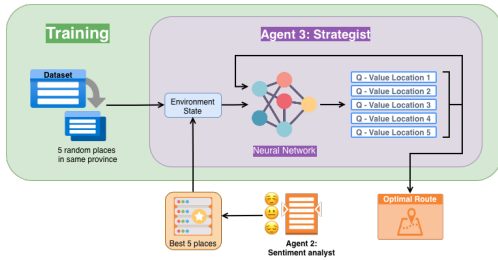 Training
Agent 3: Strategist
Dataset
5 random places
in same province
Environment
State
Neural Network
Q - Value Location 1
Q - Value Location 2
Q - Value Location 3
Q - Value Location 4
Q - Value Location 5
Best 5 places
Agent 2:
Sentiment analyst
Optimal Route